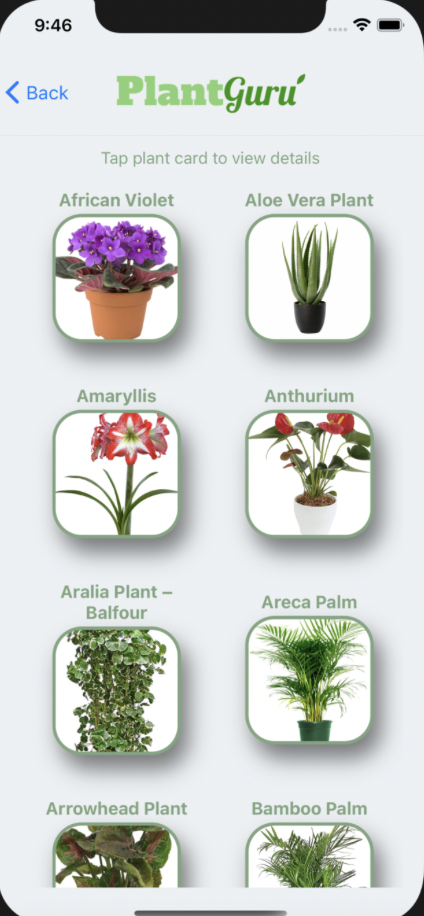 9:46
Back
PlantGuru
Tap plant card to view details
African Violet
Aloe Vera Plant
Amaryllis
Anthurium
Aralia Plant –
Balfour
Areca Palm
Arrowhead Plant
Bamboo Palm